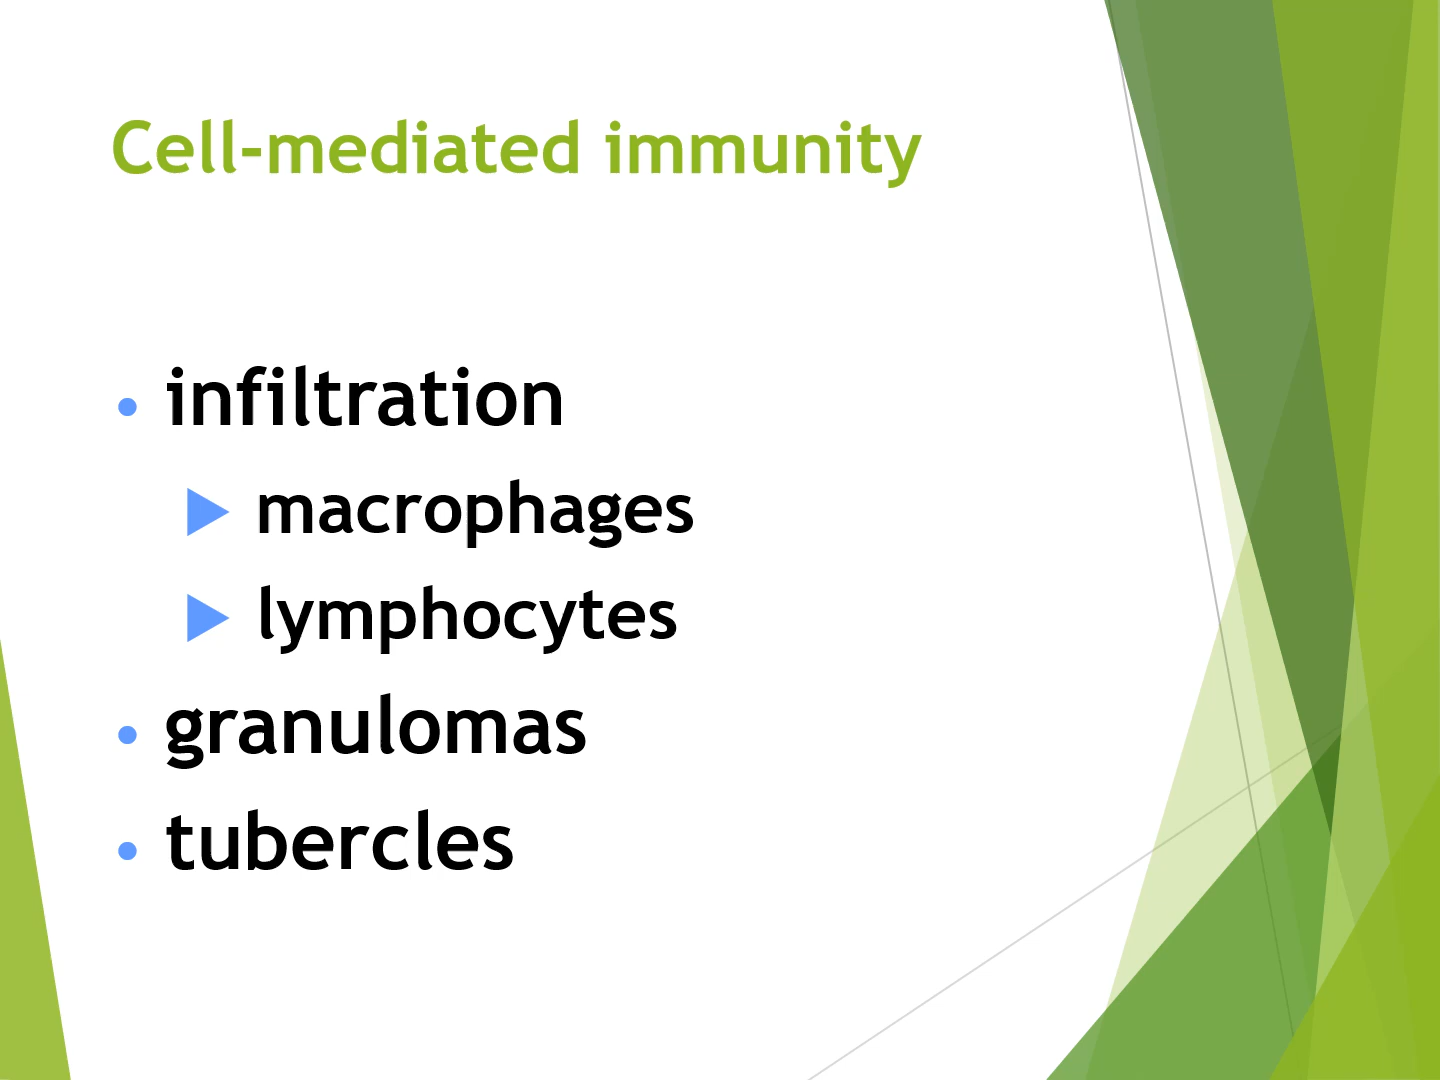 Cell-mediated immunity
• infiltration
▶ macrophages
▶ lymphocytes
• granulomas
• tubercles